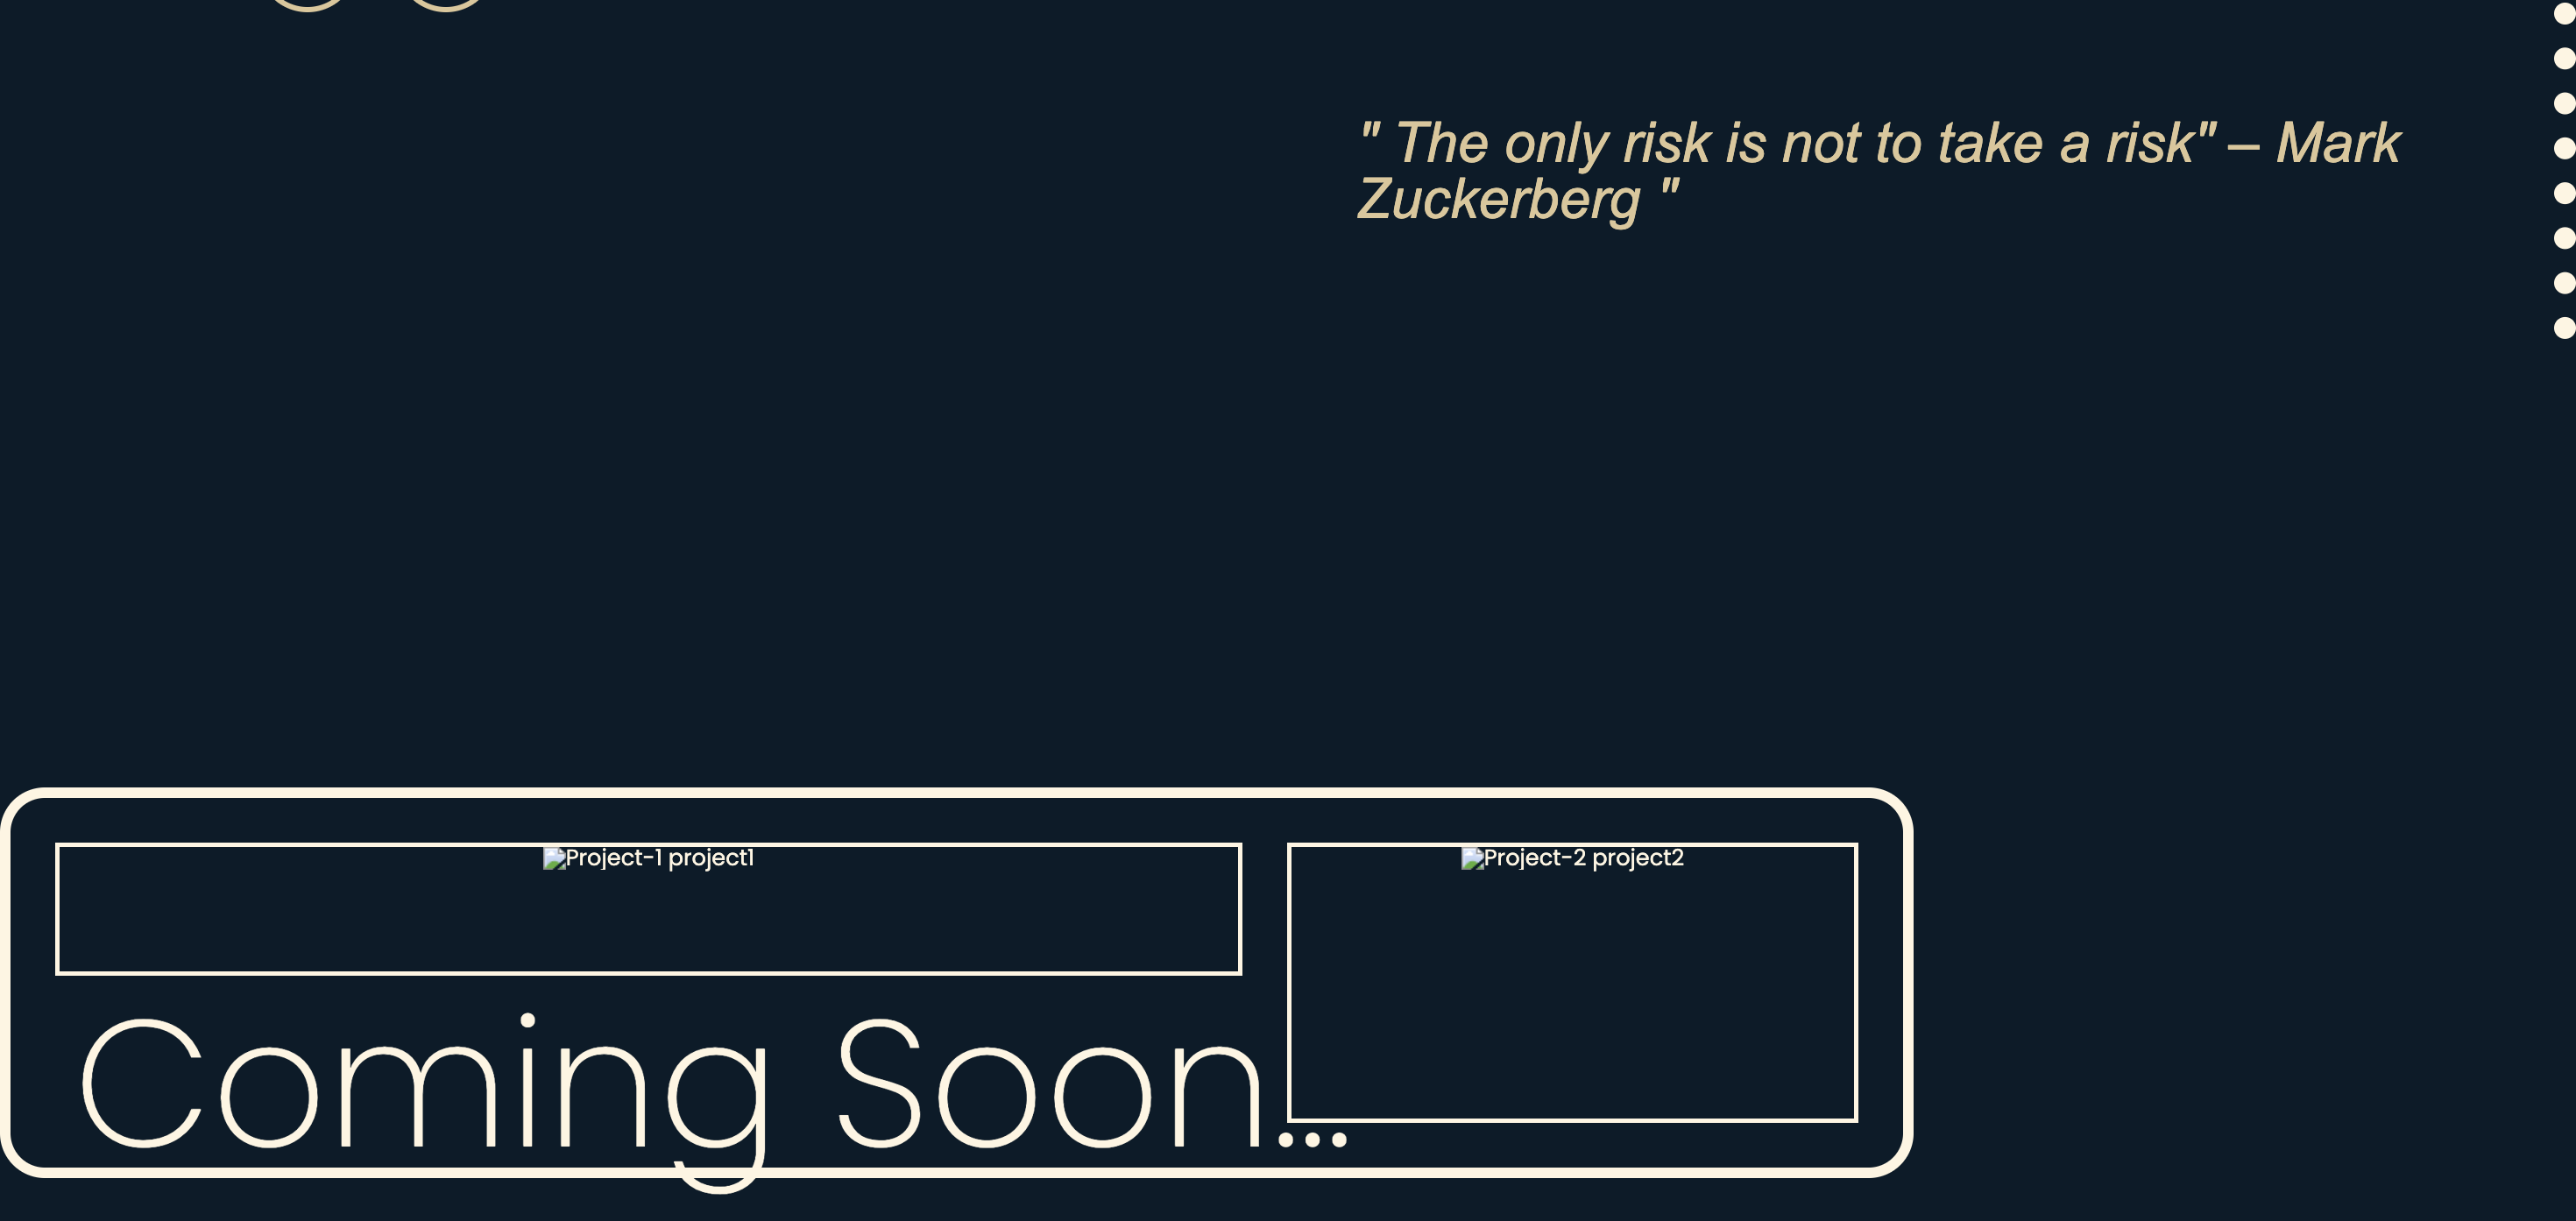 " The only risk is not to take a risk" – Mark
Zuckerberg "
Project-1 project1
Project-2 project2
Coming Soon...